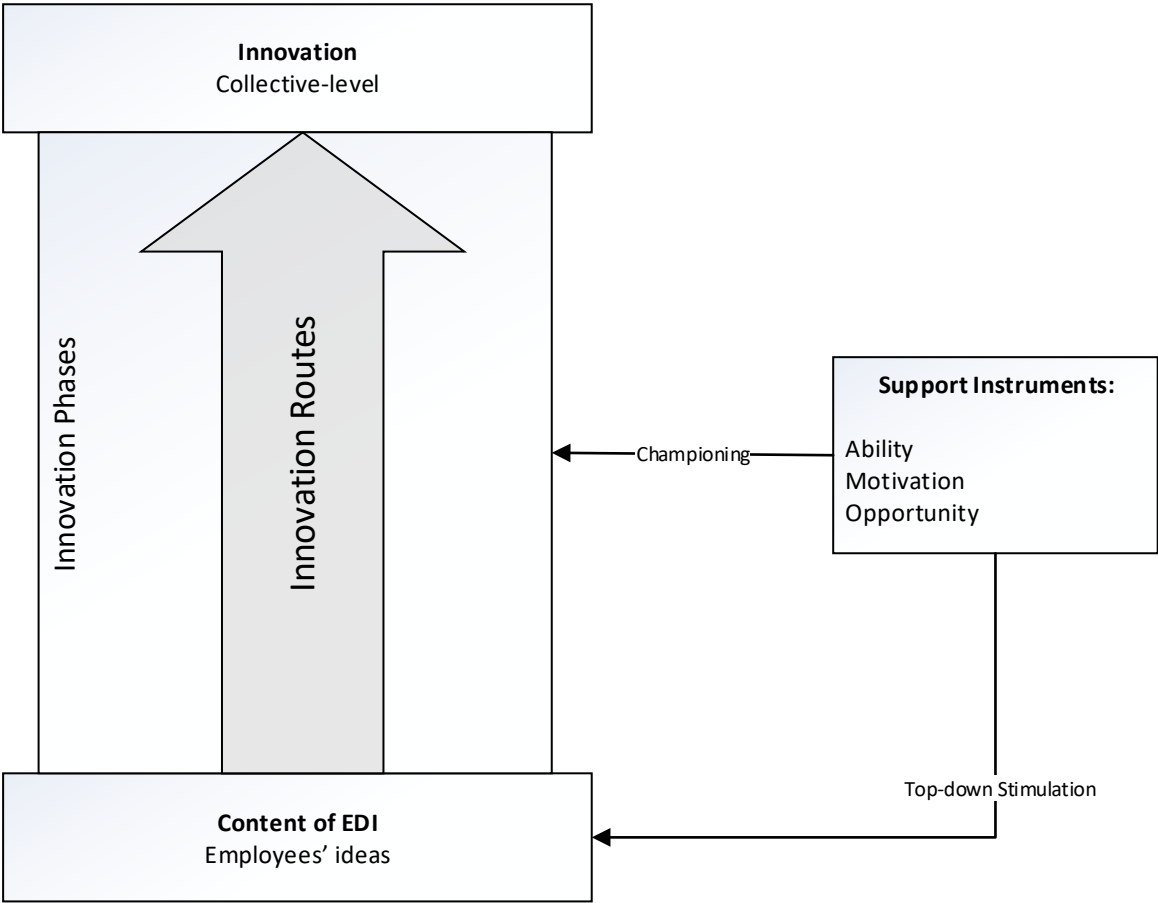 Innovation
Collective-level
Innovation Phases
Innovation Routes
Support Instruments:
Ability
Motivation
Opportunity
Championing
Top-down Stimulation
Content of EDI
Employees’ ideas